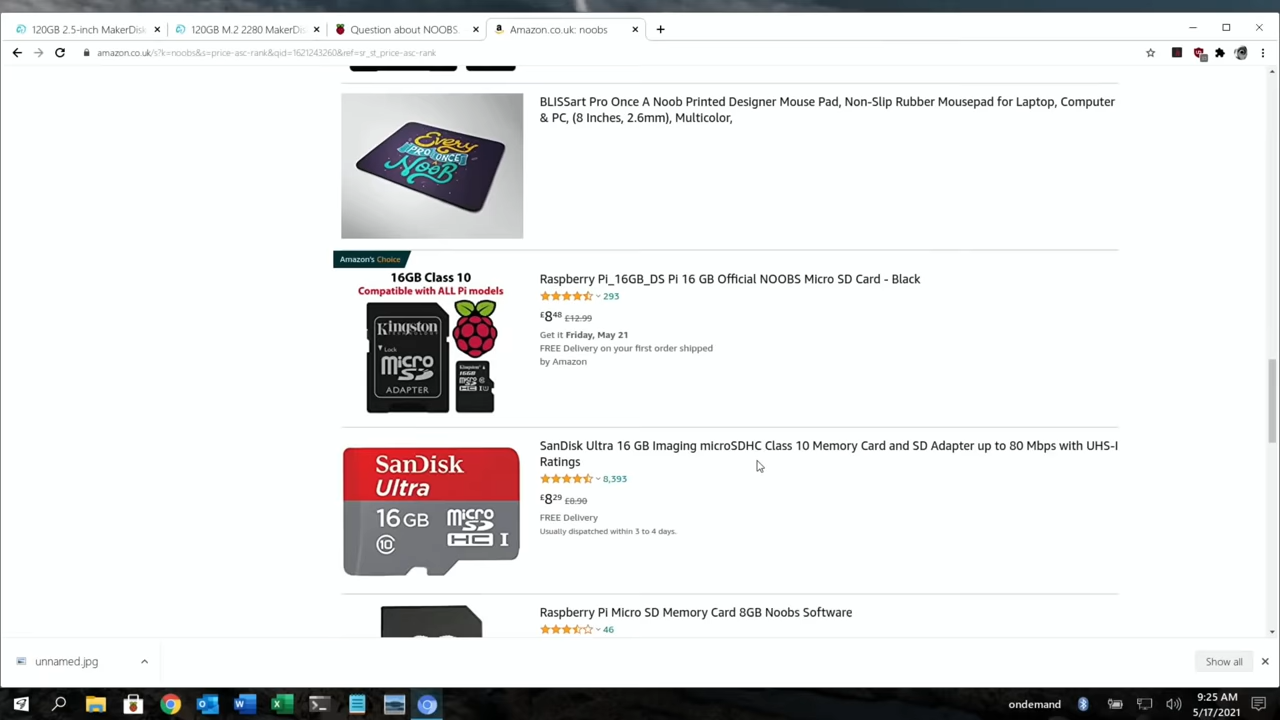 120GB 2.5-inch MakerDisk
120GB M.2 2280 MakerDis
Question about NOOBS.
Amazon.co.uk: noobs
amazon.co.uk/s?k=noobs&s=price-asc-rank&qid=1621243260&ref=sr_st_price-asc-rank
BLISSart Pro Once A Noob Printed Designer Mouse Pad, Non-Slip Rubber Mousepad for Laptop, Computer
& PC, (8 Inches, 2.6mm), Multicolor,
Every
PRO ONCE
NOOB
Amazon's Choice
16GB Class 10
Compatible with ALL Pi models
Kingston
TECHNOLOGY
Lock
micro
SD
ADAPTER
Raspberry Pi_16GB_DS Pi 16 GB Official NOOBS Micro SD Card - Black
293
£8.48 £12.99
Get it Friday, May 21
FREE Delivery on your first order shipped
by Amazon
SanDisk
Ultra
16 GB
micro
SD
HC I
10
SanDisk Ultra 16 GB Imaging microSDHC Class 10 Memory Card and SD Adapter up to 80 Mbps with UHS-I
Ratings
8,393
£8.29 £8.90
FREE Delivery
Usually dispatched within 3 to 4 days.
Raspberry Pi Micro SD Memory Card 8GB Noobs Software
46
unnamed.jpg
Show all
ondemand
9:25 AM
5/17/2021